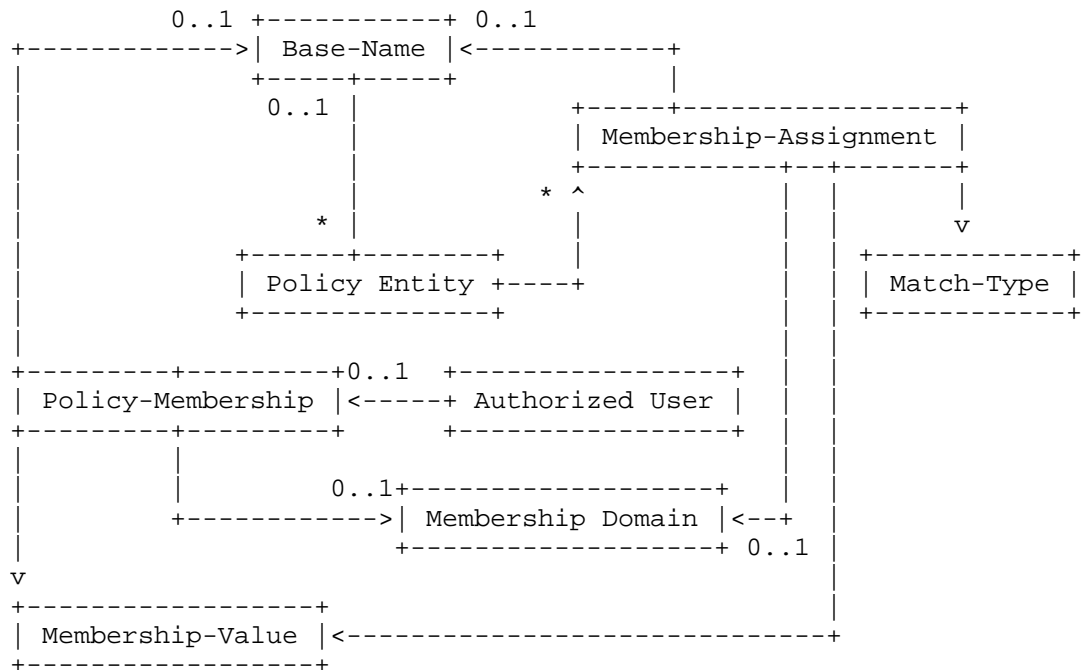 0..1 0..1
Base-Name
0..1
Membership-Assignment
*
*
Policy Entity Match-Type
0..1
Policy-Membership Authorized User
0..1
Membership Domain
0..1
Membership-Value